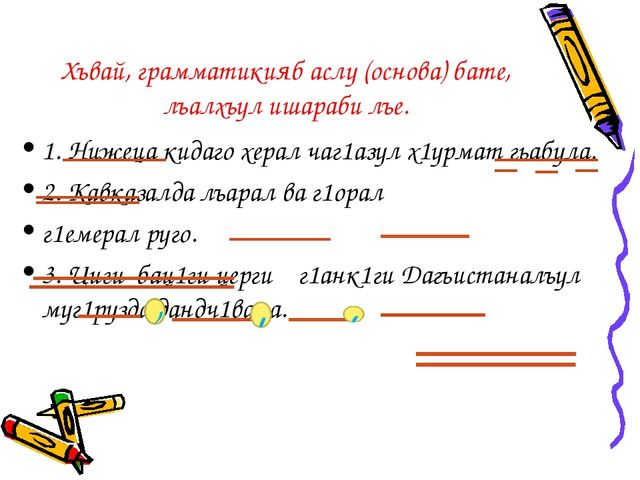 Хъвай, грамматикияб аслу (основа) бате,
лъалхъул ишараби лъе.
• 1. Нижеца кидаго херал чаг1азул х1урмат гьабула.
• 2. Кавказалда лъарал ва г1орал
• г1емерал руго.
• 3. Циги бац1ги церги г1анк1ги Дагъистаналъул
муг1рузда дандч1вала.